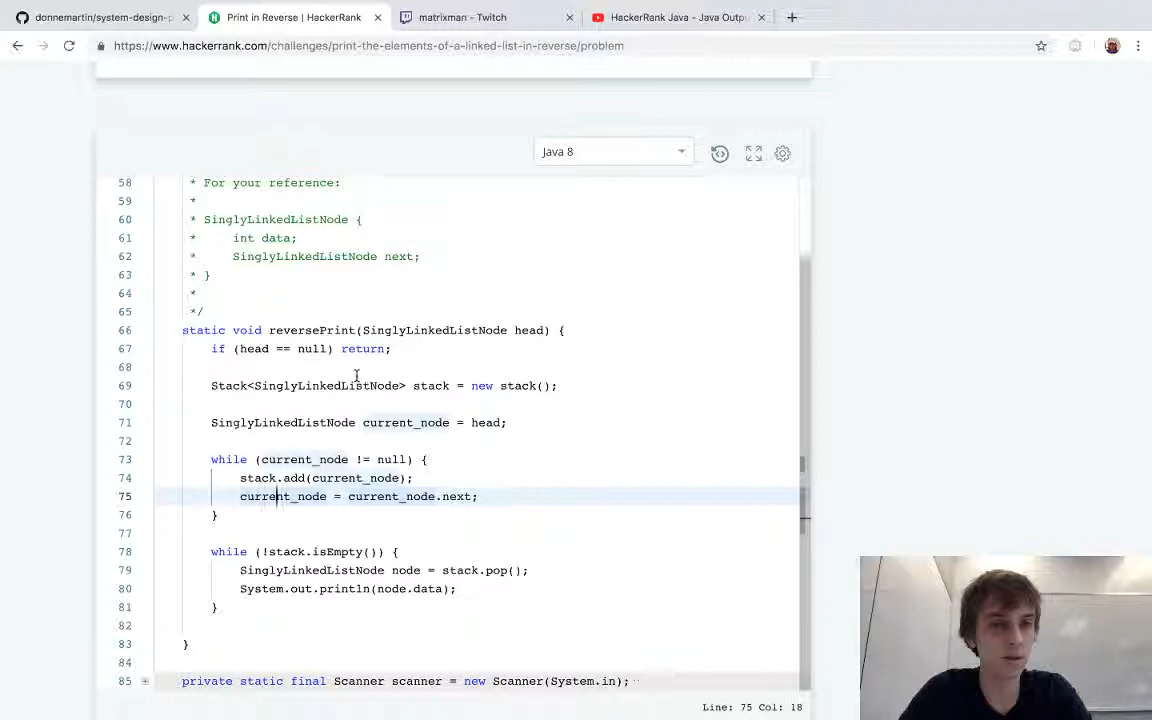 donnemartin/system-design-p
Print in Reverse | HackerRank
matrixman - Twitch
HackerRank Java - Java Outpu
https://www.hackerrank.com/challenges/print-the-elements-of-a-linked-list-in-reverse/problem
Java 8
58 * For your reference:
59 *
60 * SinglyLinkedListNode {
61 * int data;
62 * SinglyLinkedListNode next;
63 * }
64 *
65 */
66 static void reversePrint(SinglyLinkedListNode head) {
67 if (head == null) return;
68
69 Stack<SinglyLinkedListNode> stack = new stack();
70
71 SinglyLinkedListNode current_node = head;
72
73 while (current_node != null) {
74 stack.add(current_node);
75 current_node = current_node.next;
76 }
77
78 while (!stack.isEmpty()) {
79 SinglyLinkedListNode node = stack.pop();
80 System.out.println(node.data);
81 }
82
83 }
84
85 private static final Scanner scanner = new Scanner(System.in);
Line: 75 Col: 18